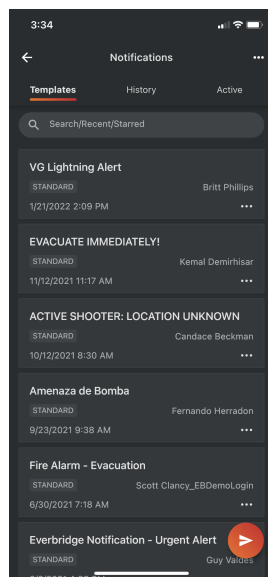 3:34
Notifications
Templates History Active
Search/Recent/Starred
VG Lightning Alert
STANDARD Britt Phillips
1/21/2022 2:09 PM
EVACUATE IMMEDIATELY!
STANDARD Kemal Demirhisar
11/12/2021 11:17 AM
ACTIVE SHOOTER: LOCATION UNKNOWN
STANDARD Candace Beckman
10/12/2021 8:30 AM
Amenaza de Bomba
STANDARD Fernando Herradon
9/23/2021 9:38 AM
Fire Alarm - Evacuation
STANDARD Scott Clancy_EBDemoLogin
6/30/2021 7:18 AM
Everbridge Notification - Urgent Alert
STANDARD Guy Valdes